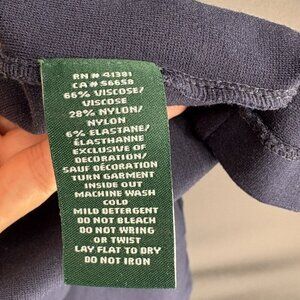 RN # 41381
CA # 56658
66% VISCOSE/
VISCOSE
28% NYLON/
NYLON
6% ELASTANE/
ÉLASTHANNE
EXCLUSIVE OF
DECORATION/
SAUF DÉCORATION
TURN GARMENT
INSIDE OUT
MACHINE WASH
COLD
MILD DETERGENT
DO NOT BLEACH
DO NOT WRING
OR TWIST
LAY FLAT TO DRY
DO NOT IRON